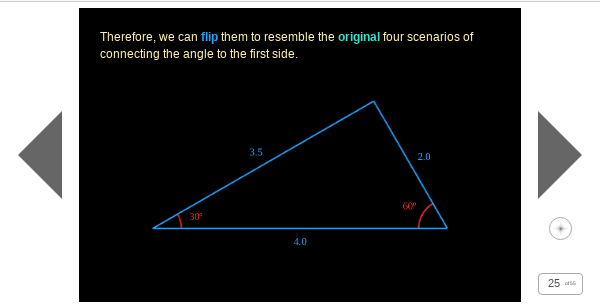 Therefore, we can flip them to resemble the original four scenarios of
connecting the angle to the first side.
3.5
2.0
30°
60°
4.0
25 of 55